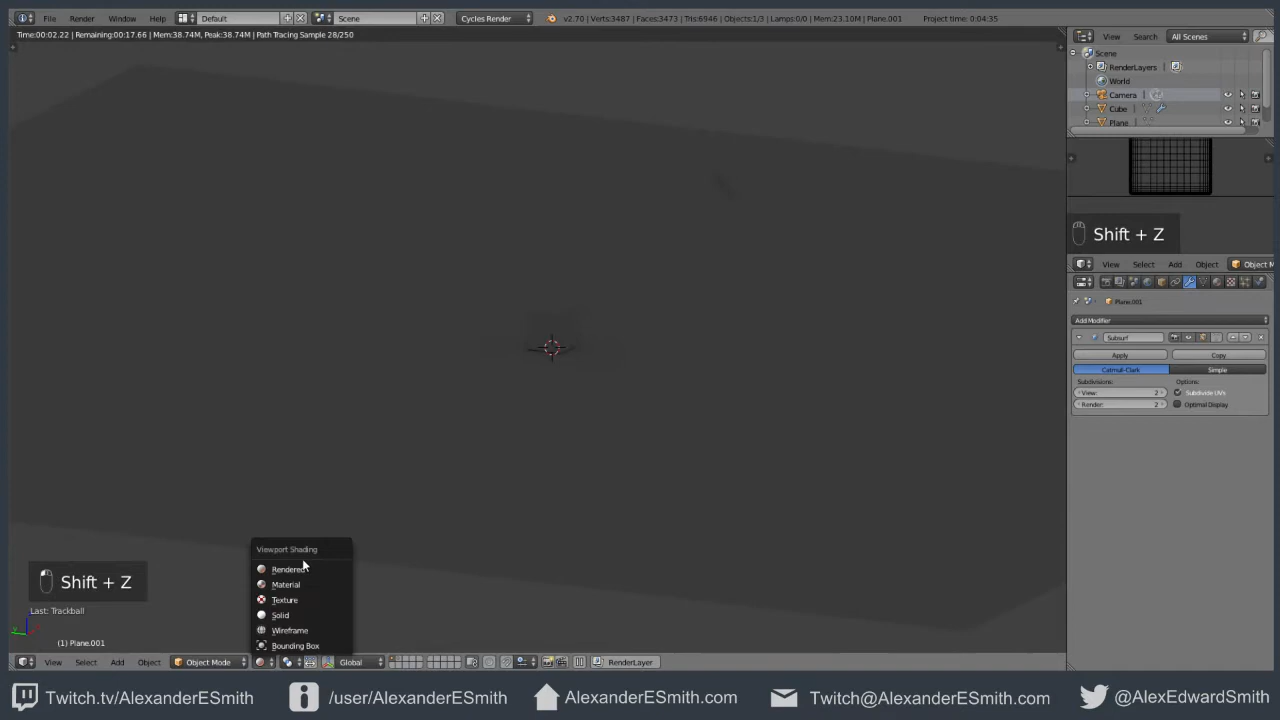 File Render Window Help Default Scene Cycles Render v2.70 | Verts:3487 | Faces:3473 | Tris:6946 | Objects:1/3 | Lamps:0/0 | Mem:23.10M | Plane.001 Project time: 0:04:35
Time:00:02.22 | Remaining:00:17.66 | Mem:38.74M, Peak:38.74M | Path Tracing Sample 28/250
View Search All Scenes
Scene
RenderLayers
World
Camera
Cube
Plane
Shift + Z
View Select Add Object Object M
Plane.001
Add Modifier
Subsurf
Apply Copy
Catmull-Clark Simple
Subdivisions: Options:
View: 2 Subdivide UVs
Render: 2 Optimal Display
Viewport Shading
Rendered
Material
Texture
Solid
Wireframe
Bounding Box
Shift + Z
Last: Trackball
(1) Plane.001
View Select Add Object Object Mode Global RenderLayer
Twitch.tv/AlexanderESmith /user/AlexanderESmith AlexanderESmith.com Twitch@AlexanderESmith.com @AlexEdwardSmith